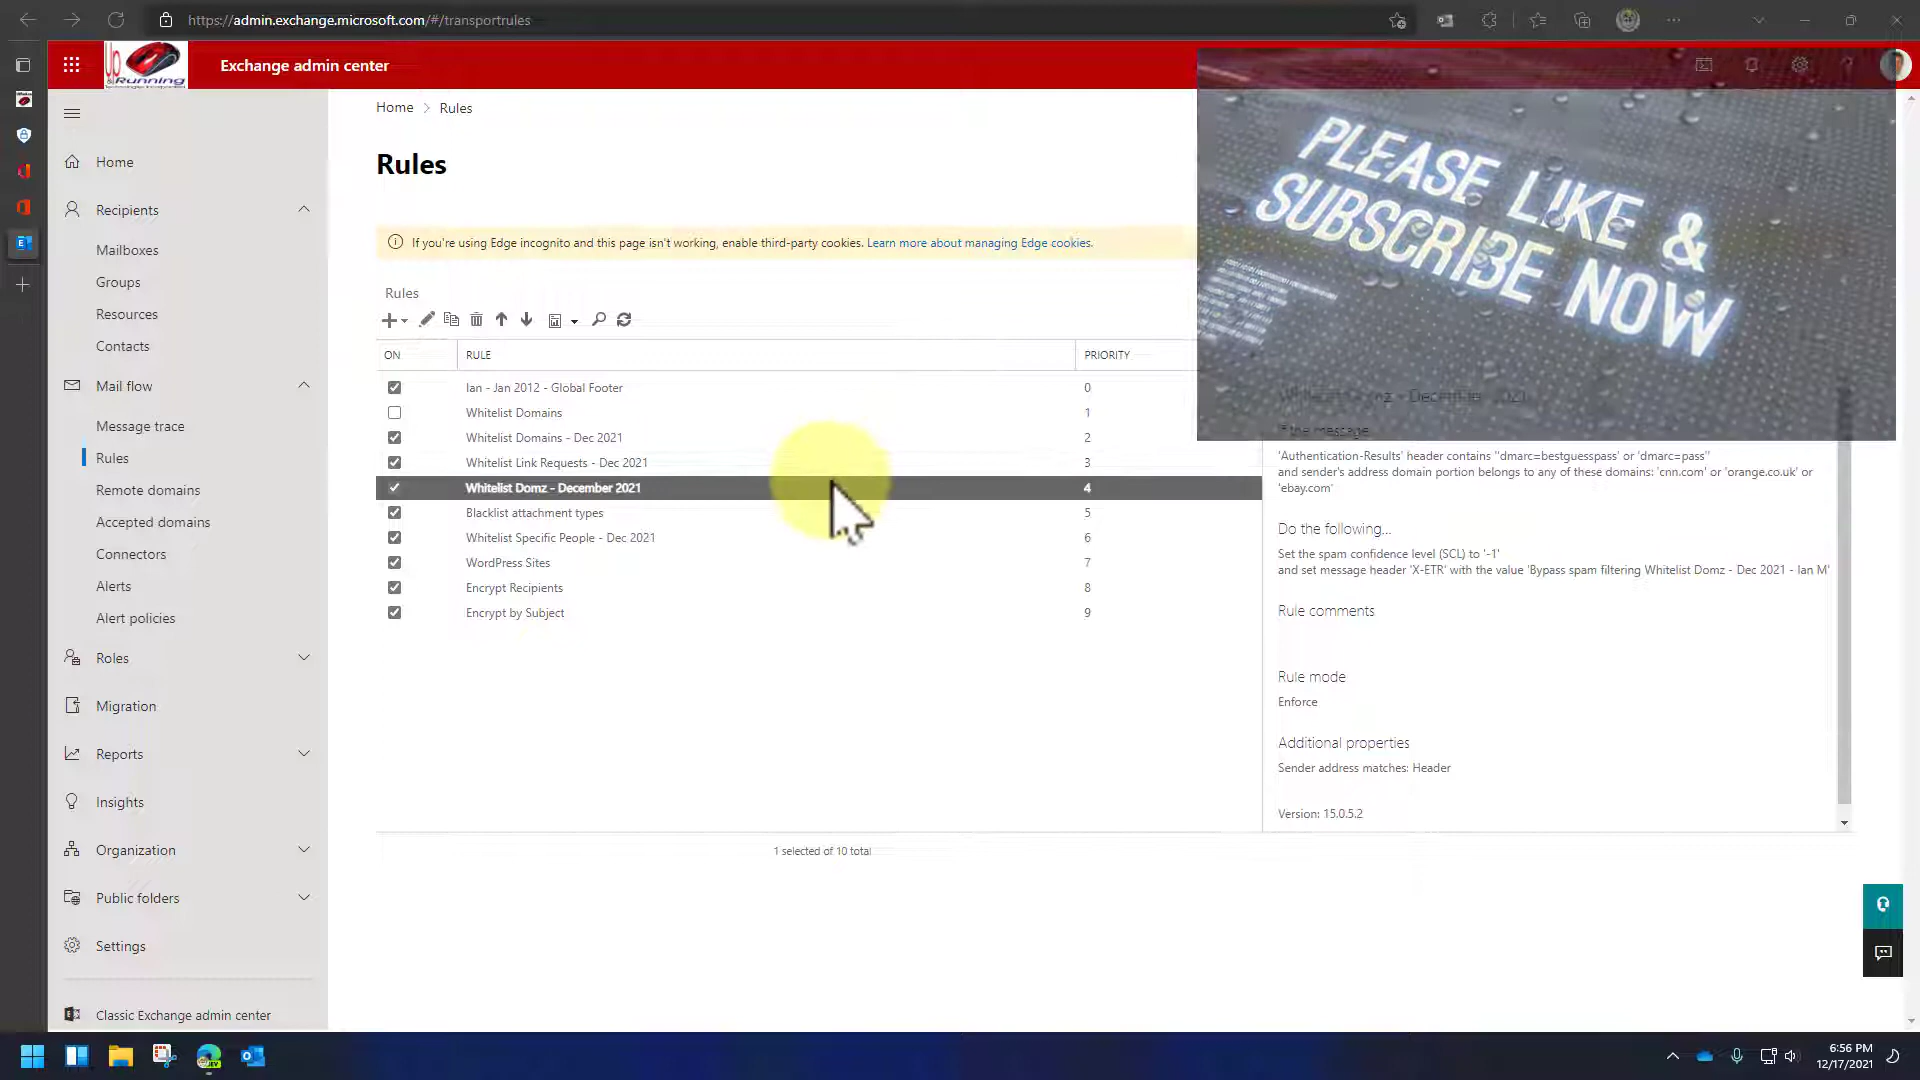 https://admin.exchange.microsoft.com/#/transportrules
Up
& Running
Exchange admin center
Home
Recipients
Mailboxes
Groups
Resources
Contacts
Mail flow
Message trace
Rules
Remote domains
Accepted domains
Connectors
Alerts
Alert policies
Roles
Migration
Reports
Insights
Organization
Public folders
Settings
Classic Exchange admin center
Home > Rules
Rules
If you're using Edge incognito and this page isn't working, enable third-party cookies. Learn more about managing Edge cookies.
Rules
ON RULE PRIORITY
Ian - Jan 2012 - Global Footer 0
Whitelist Domains 1
Whitelist Domains - Dec 2021 2
Whitelist Link Requests - Dec 2021 3
Whitelist Domz - December 2021 4
Blacklist attachment types 5
Whitelist Specific People - Dec 2021 6
WordPress Sites 7
Encrypt Recipients 8
Encrypt by Subject 9
1 selected of 10 total
PLEASE LIKE &
SUBSCRIBE NOW
Whitelist Domz - December 2021
If the message...
'Authentication-Results' header contains ''dmarc=bestguesspass' or 'dmarc=pass''
and sender's address domain portion belongs to any of these domains: 'cnn.com' or 'orange.co.uk' or
'ebay.com'
Do the following...
Set the spam confidence level (SCL) to '-1'
and set message header 'X-ETR' with the value 'Bypass spam filtering Whitelist Domz - Dec 2021 - Ian M'
Rule comments
Rule mode
Enforce
Additional properties
Sender address matches: Header
Version: 15.0.5.2
6:56 PM
12/17/2021